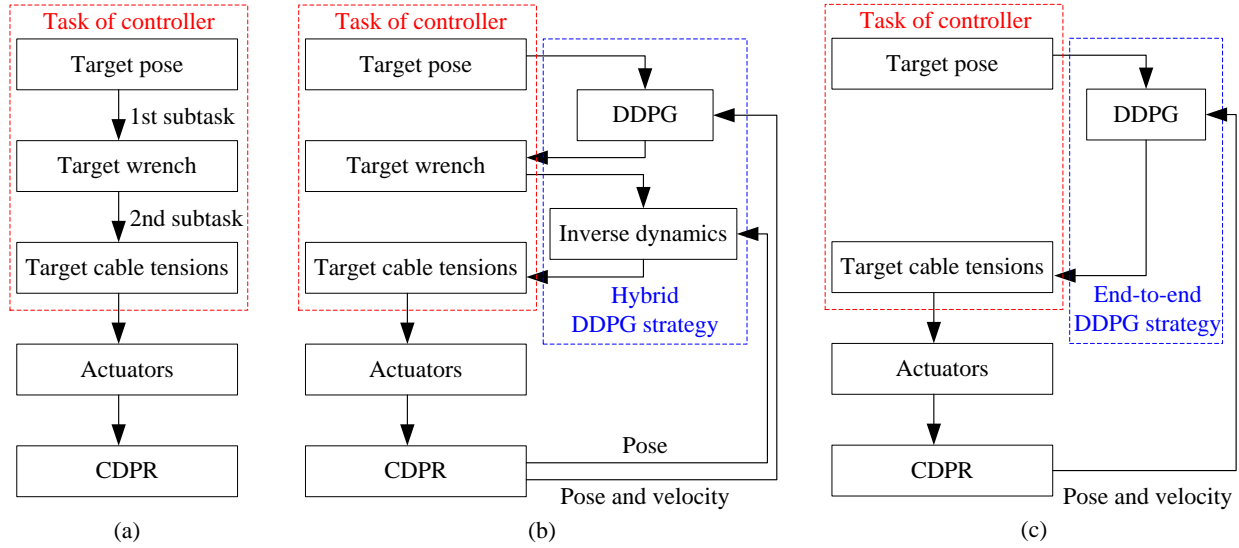 Task of controller
Target pose
1st subtask
Target wrench
2nd subtask
Target cable tensions
Actuators
CDPR
(a)
Task of controller
Target pose
DDPG
Target wrench
Inverse dynamics
Target cable tensions
Hybrid
DDPG strategy
Actuators
CDPR
Pose
Pose and velocity
(b)
Task of controller
Target pose
DDPG
Target cable tensions
End-to-end
DDPG strategy
Actuators
CDPR
Pose and velocity
(c)